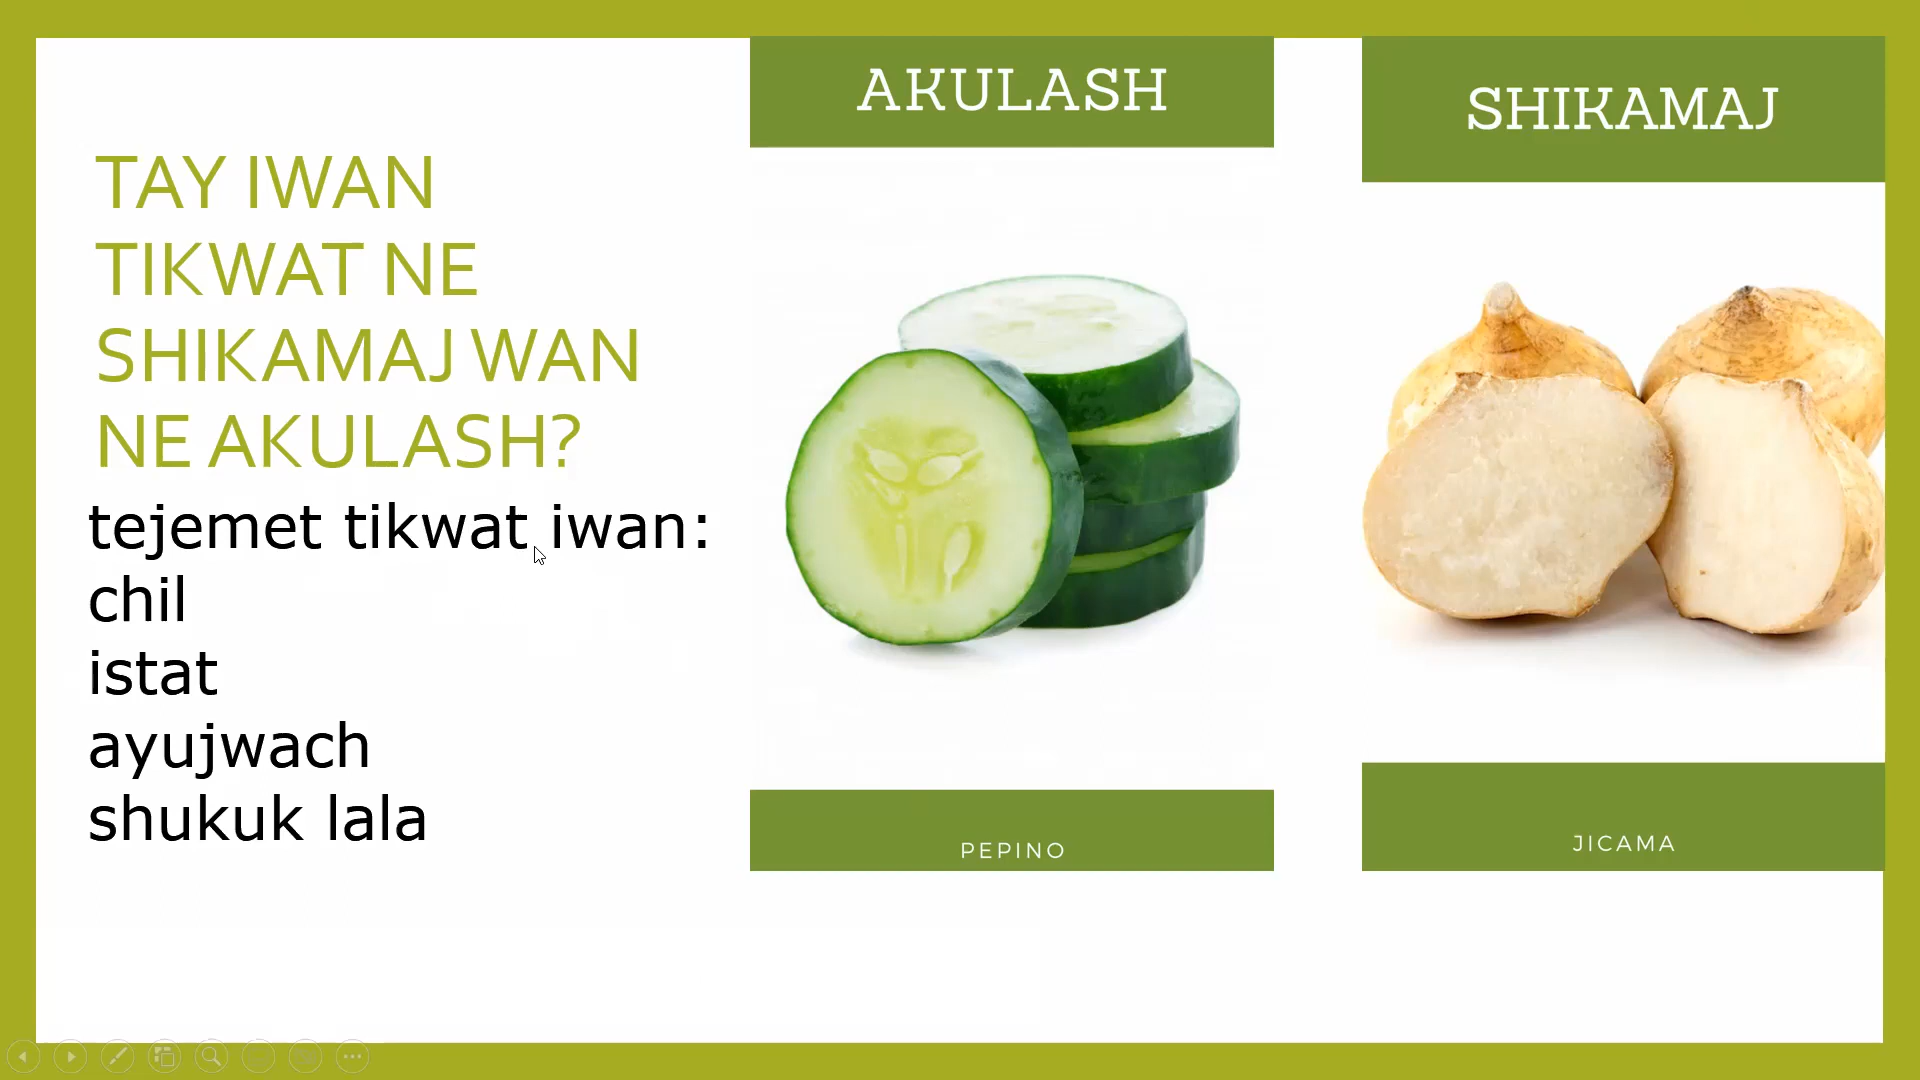 TAY IWAN
TIKWAT NE
SHIKAMAJ WAN
NE AKULASH?
tejemet tikwat iwan:
chil
istat
ayujwach
shukuk lala
AKULASH
PEPINO
SHIKAMAJ
JICAMA